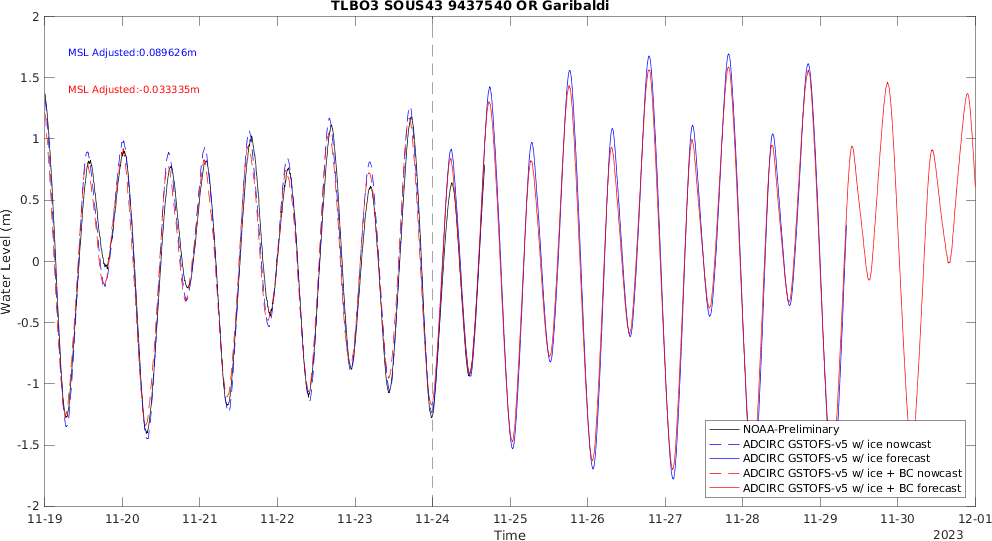 TLBO3 SOUS43 9437540 OR Garibaldi
MSL Adjusted:0.089626m
MSL Adjusted:-0.033335m
Water Level (m)
2
1.5
1
0.5
0
-0.5
-1
-1.5
-2
NOAA-Preliminary
ADCIRC GSTOFS-v5 w/ ice nowcast
ADCIRC GSTOFS-v5 w/ ice forecast
ADCIRC GSTOFS-v5 w/ ice + BC nowcast
ADCIRC GSTOFS-v5 w/ ice + BC forecast
11-19 11-20 11-21 11-22 11-23 11-24 11-25 11-26 11-27 11-28 11-29 11-30 12-01
Time
2023